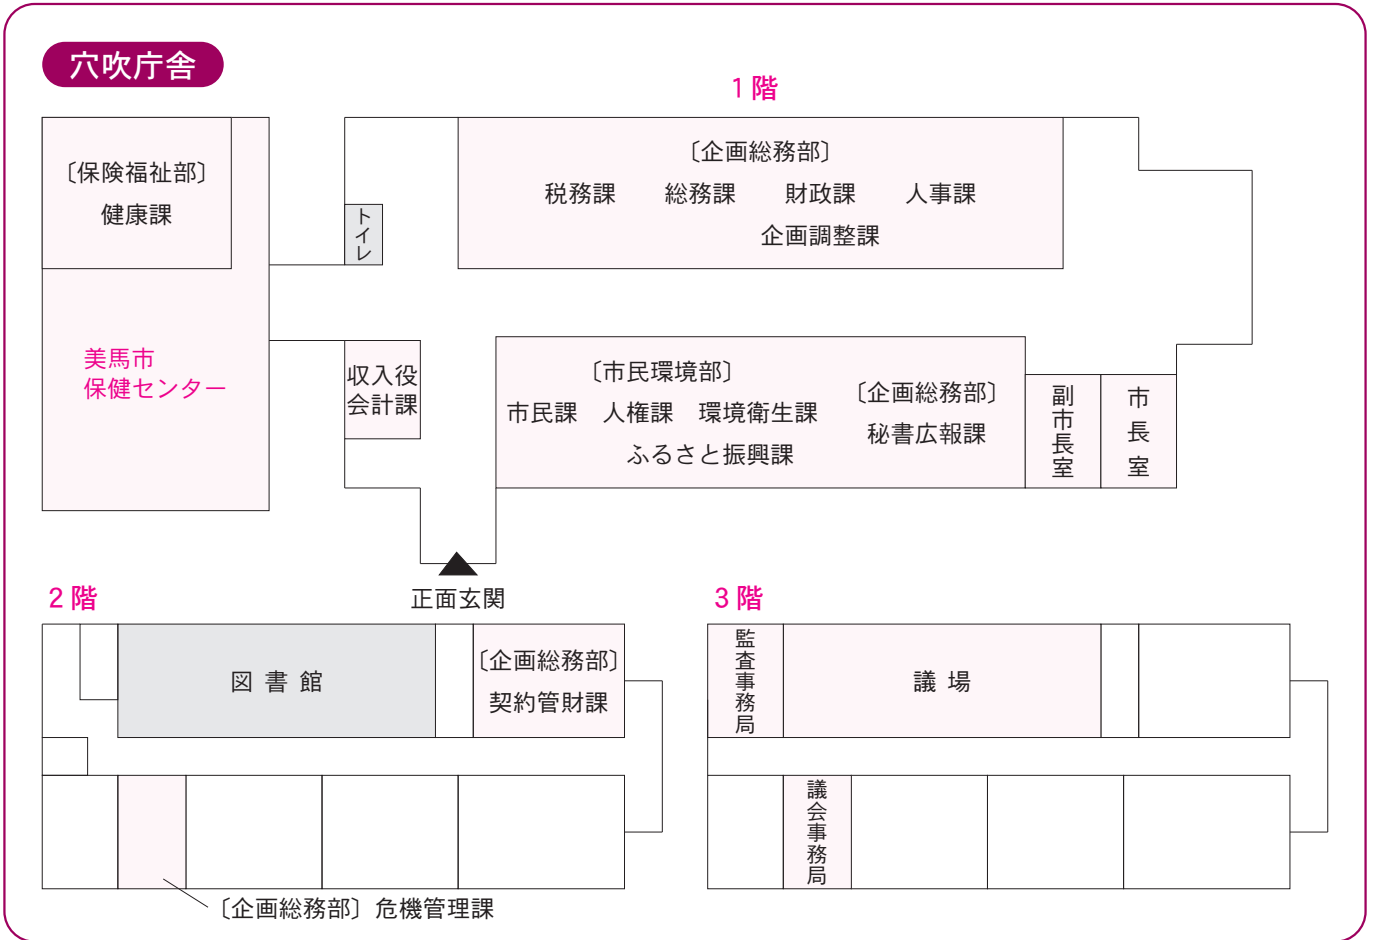 穴吹庁舎
1階
〔保険福祉部〕
健康課
美馬市
保健センター
トイレ
〔企画総務部〕
税務課 総務課 財政課 人事課
企画調整課
収入役
会計課
〔市民環境部〕
市民課 人権課 環境衛生課
ふるさと振興課
〔企画総務部〕
秘書広報課
副市長室
市長室
正面玄関
2階
図書館
〔企画総務部〕
契約管財課
〔企画総務部〕危機管理課
3階
監査事務局
議場
議会事務局